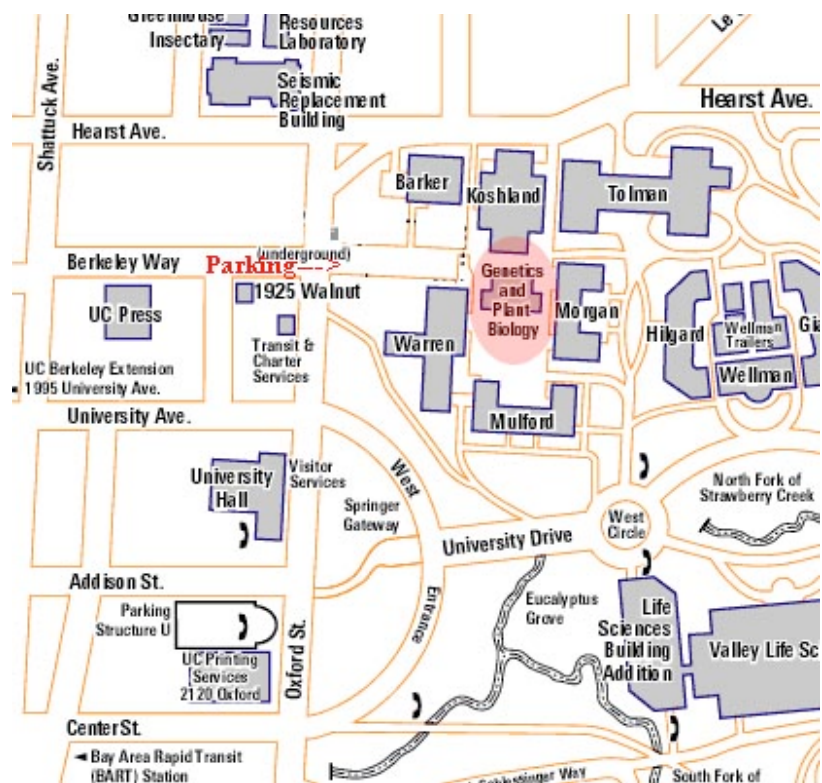 Greenhouse
Insectary
Resources
Laboratory
Seismic
Replacement
Building
Le
Hearst Ave.
Hearst Ave.
Shattuck Ave.
Barker
Koshland
Tolman
Berkeley Way
(underground)
Parking--->
1925 Walnut
UC Press
Genetics
and
Plant
Biology
Morgan
Hilgard
Wellman
Trailers
Wellman
Warren
Transit &
Charter
Services
UC Berkeley Extension
1995 University Ave.
University Ave.
Mulford
University
Hall
Visitor
Services
West
Entrance
Springer
Gateway
North Fork of
Strawberry Creek
West
Circle
University Drive
Addison St.
Parking
Structure U
Oxford St.
Eucalyptus
Grove
Life
Sciences
Building
Addition
Valley Life Sc
UC Printing
Services
2120 Oxford
Center St.
◄ Bay Area Rapid Transit
(BART) Station
Way
South Fork of